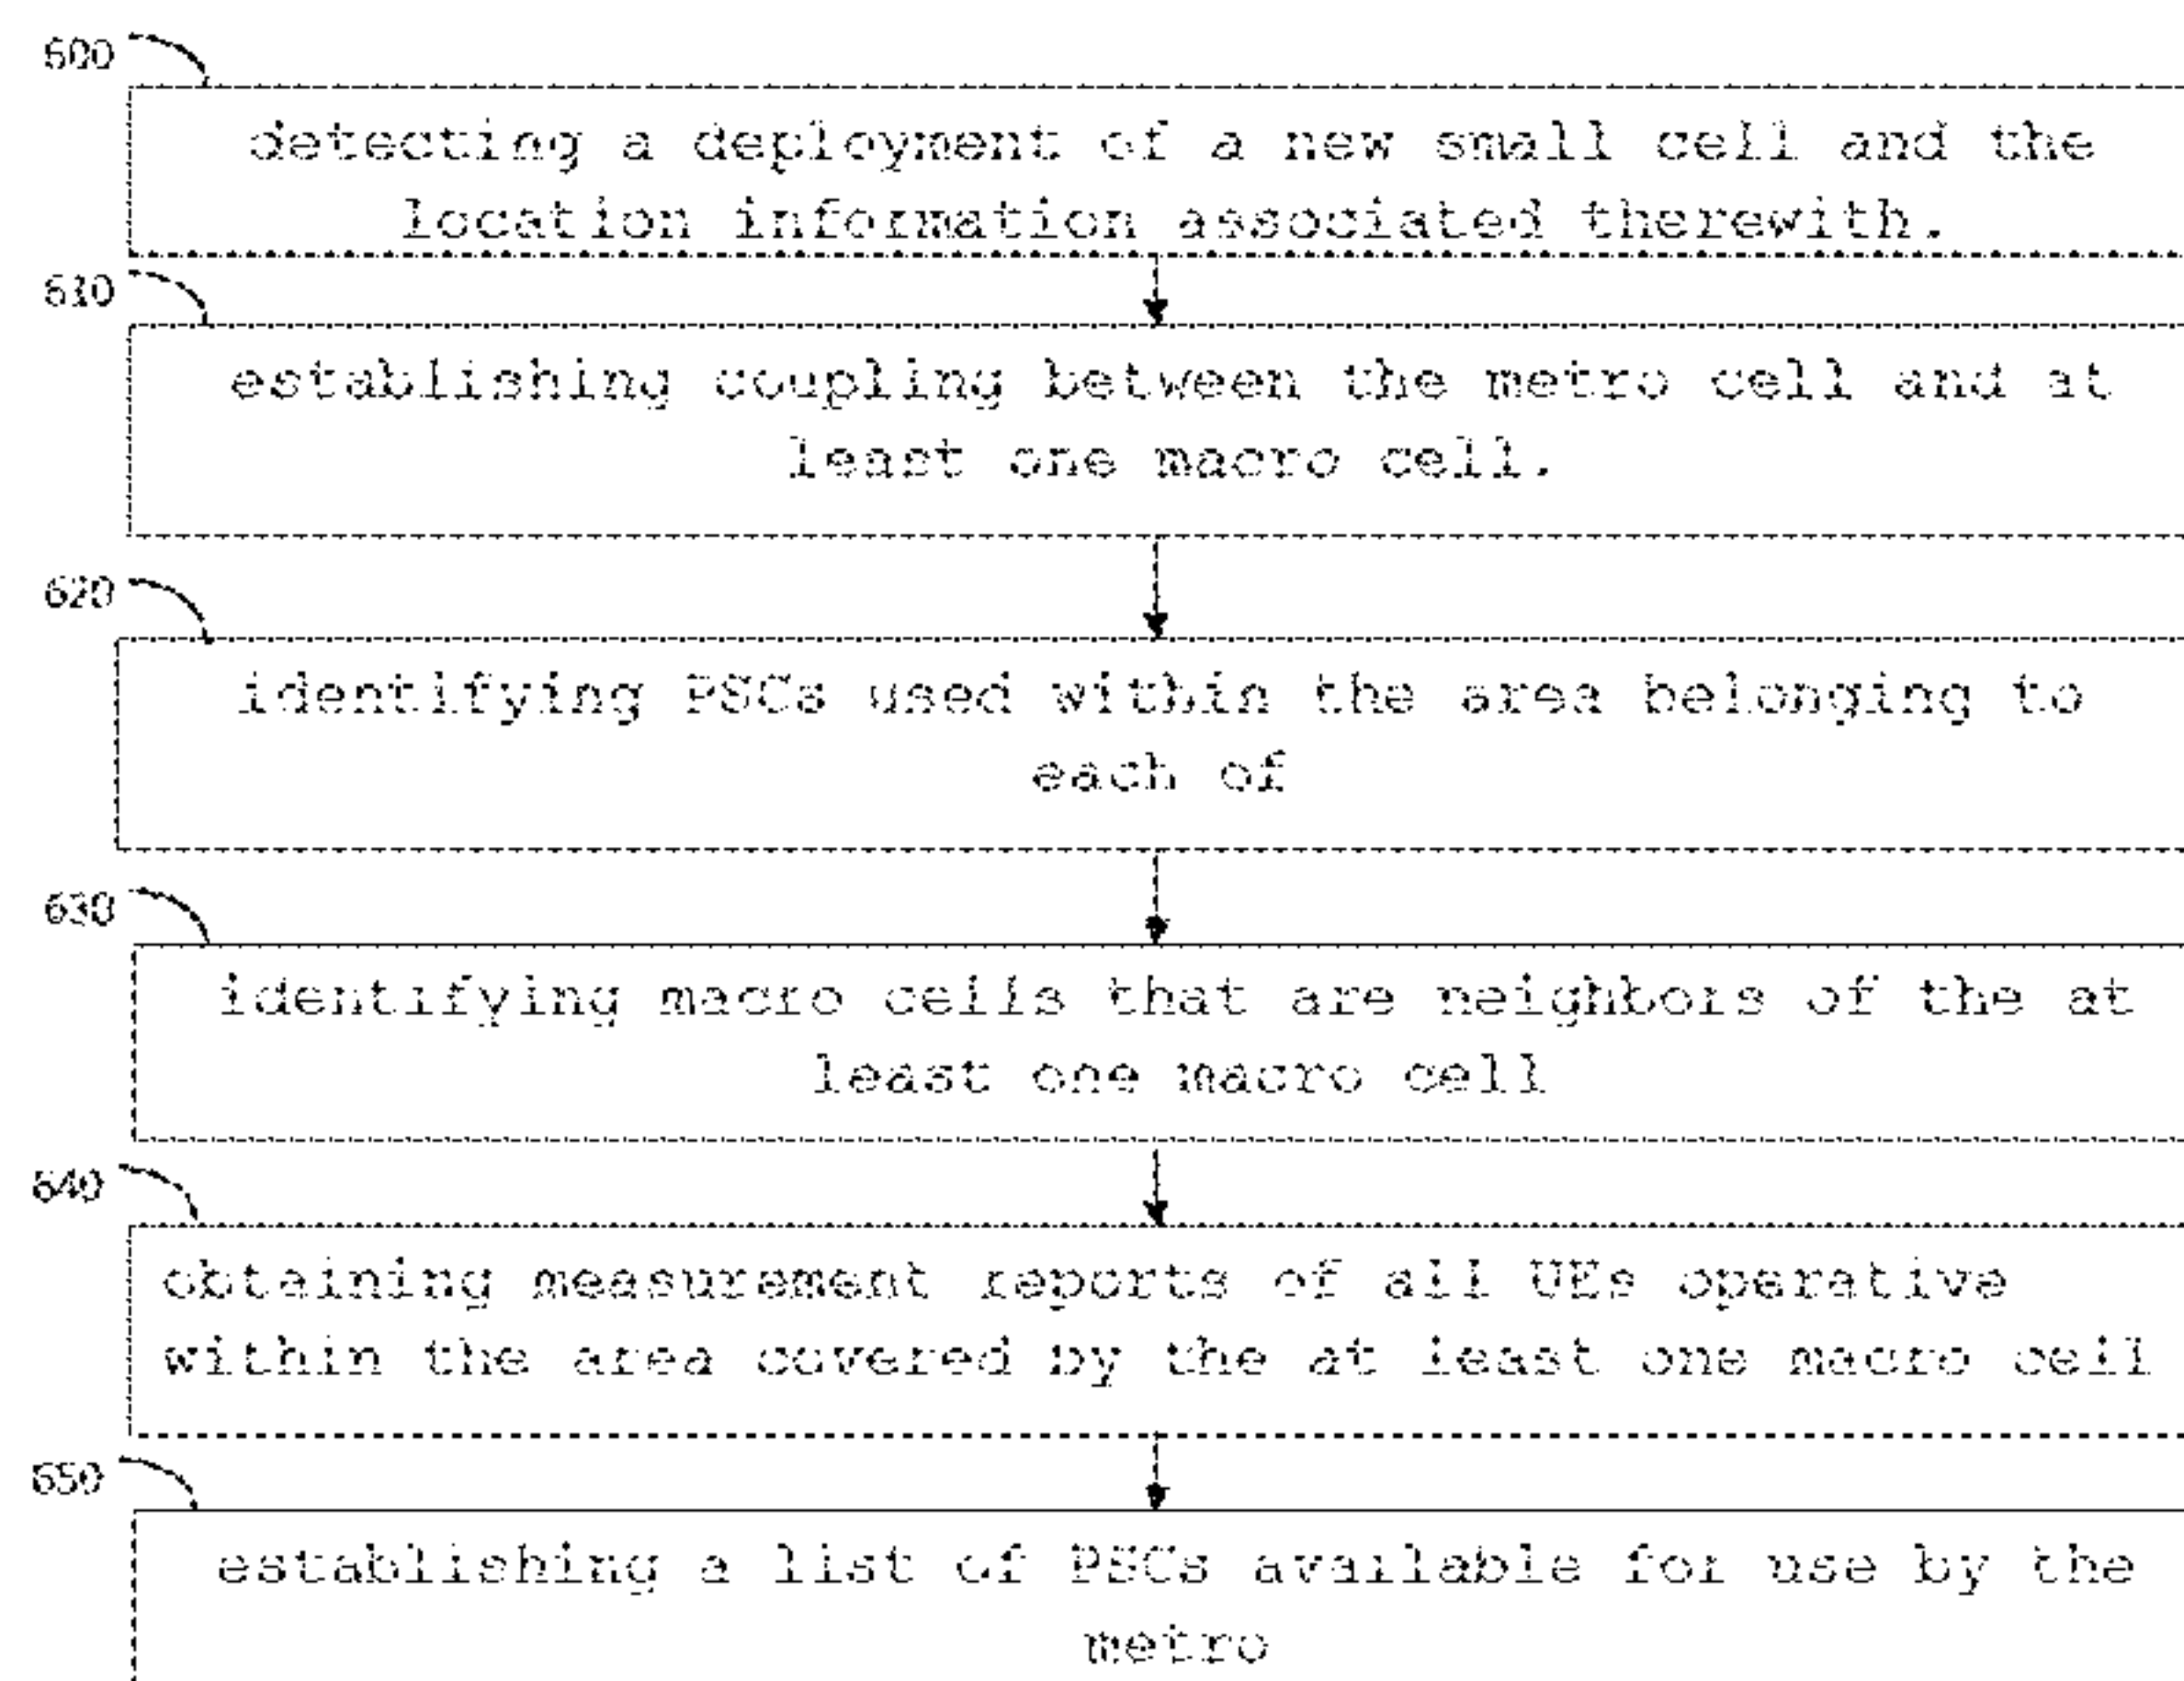 600
detecting a deployment of a new small cell and the
location information associated therewith.
610
establishing coupling between the metro cell and at
least one macro cell.
620
identifying PSCs used within the area belonging to
each of
630
identifying macro cells that are neighbors of the at
least one macro cell
640
obtaining measurement reports of all UEs operative
within the area covered by the at least one macro cell
650
establishing a list of PSCs available for use by the
metro